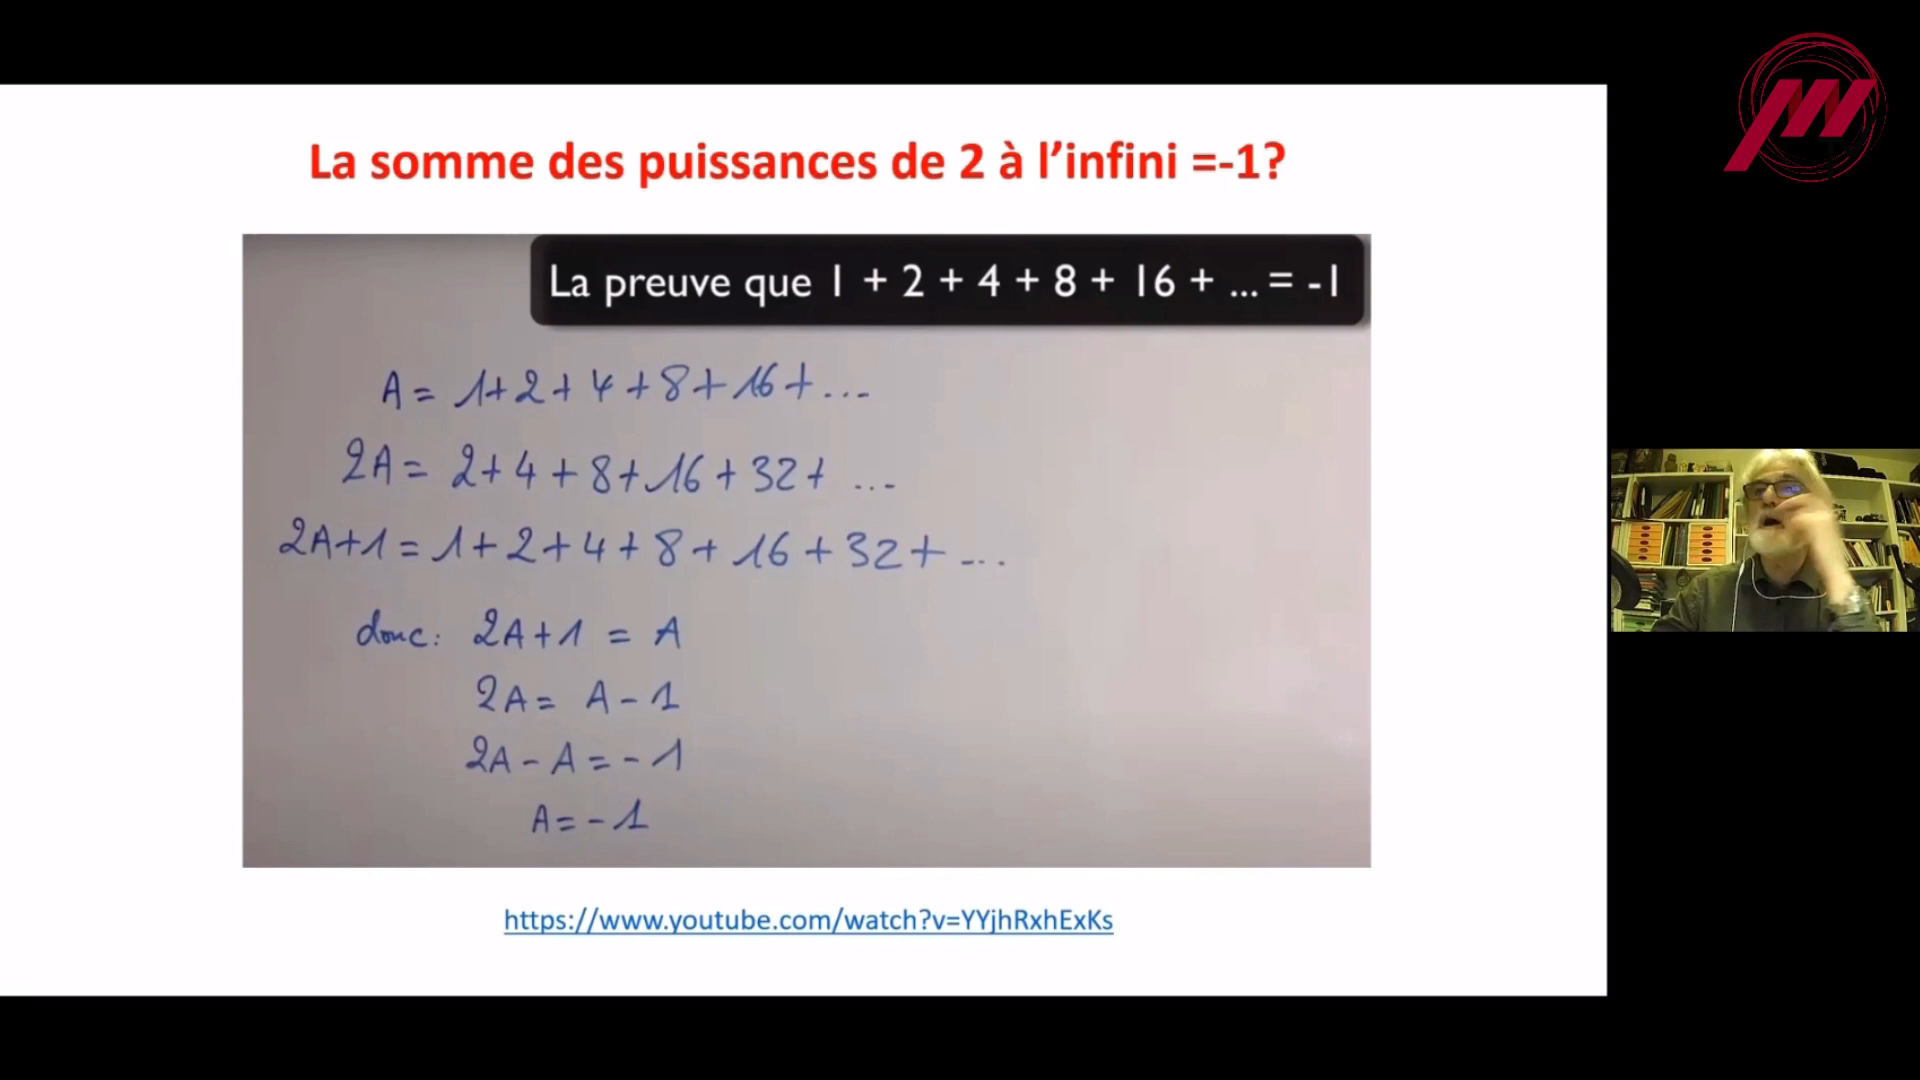 La somme des puissances de 2 à l’infini =-1?
La preuve que 1 + 2 + 4 + 8 + 16 + ... = -1
A = 1+2+4+8+16+...
2A = 2+4+8+16+32+ ...
2A+1 = 1+2+4+8+16+32+ ...
donc: 2A+1 = A
2A = A - 1
2A - A = - 1
A = - 1
https://www.youtube.com/watch?v=YYjhRxhExKs